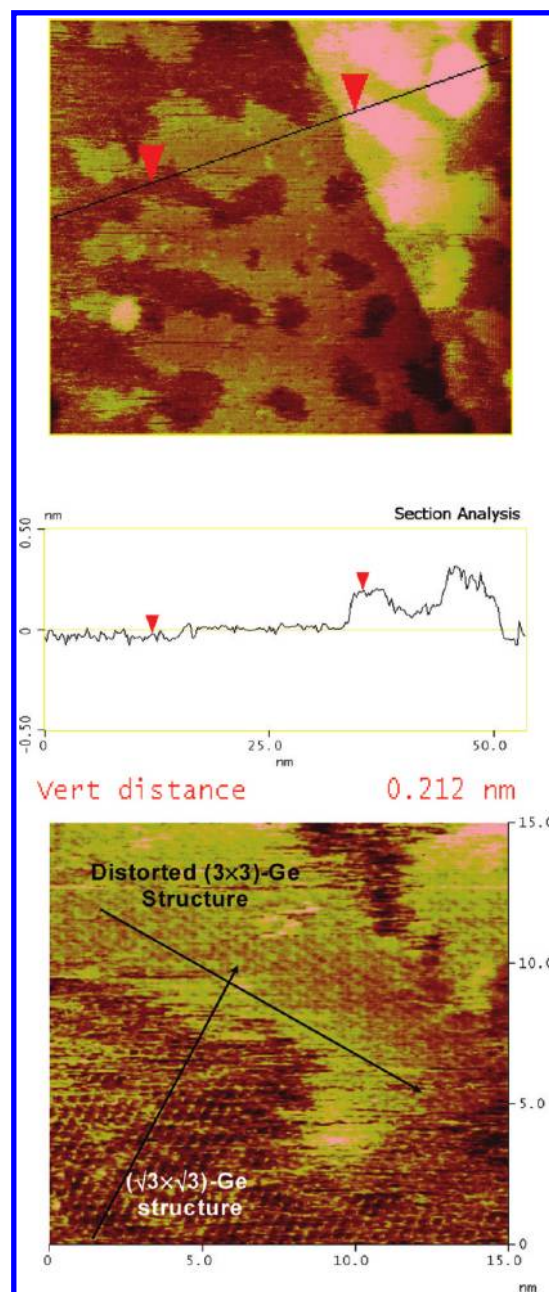 Section Analysis
nm
0.50
0
-0.50
0
25.0
50.0
nm
Vert distance 0.212 nm
Distorted (3×3)-Ge
Structure
(√3×√3)-Ge
structure
15.0
10.0
5.0
0
0
5.0
10.0
15.0
nm